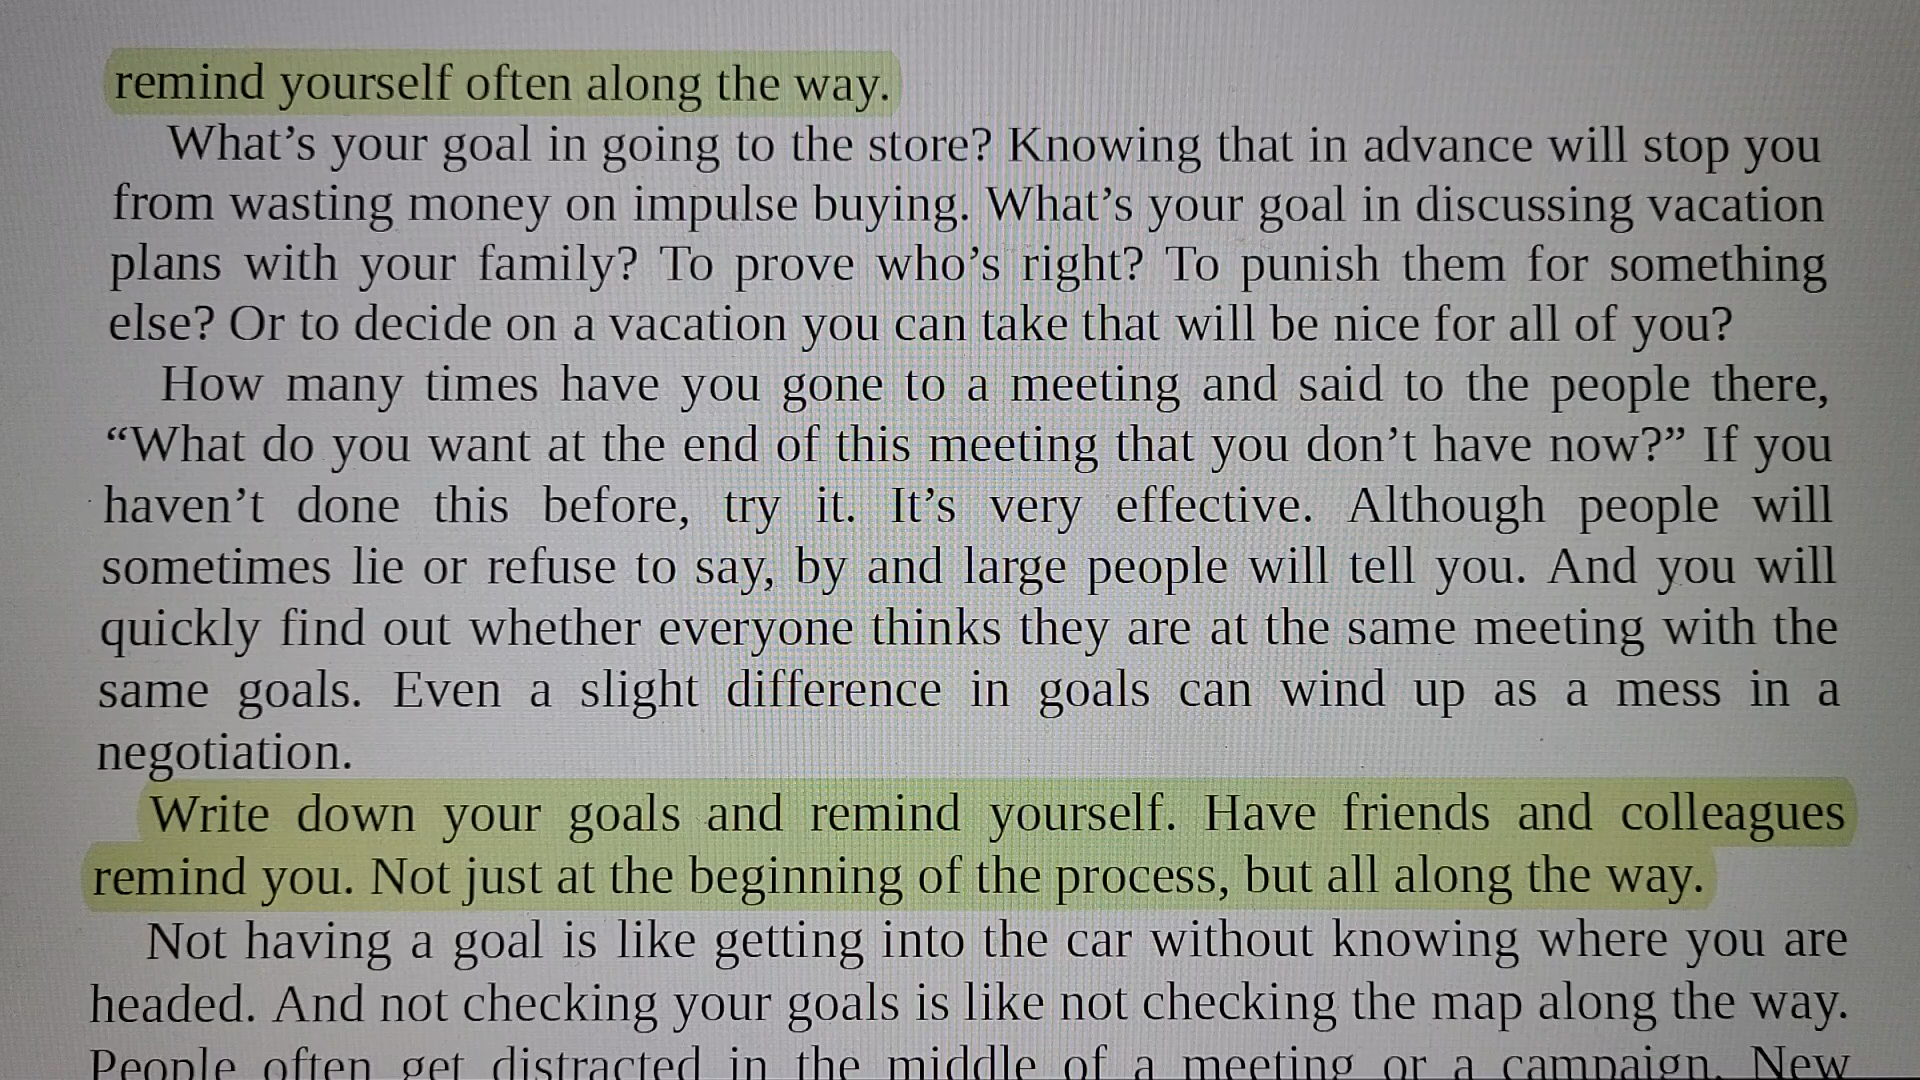 remind yourself often along the way.
What’s your goal in going to the store? Knowing that in advance will stop you
from wasting money on impulse buying. What’s your goal in discussing vacation
plans with your family? To prove who’s right? To punish them for something
else? Or to decide on a vacation you can take that will be nice for all of you?
How many times have you gone to a meeting and said to the people there,
“What do you want at the end of this meeting that you don’t have now?” If you
haven’t done this before, try it. It’s very effective. Although people will
sometimes lie or refuse to say, by and large people will tell you. And you will
quickly find out whether everyone thinks they are at the same meeting with the
same goals. Even a slight difference in goals can wind up as a mess in a
negotiation.
Write down your goals and remind yourself. Have friends and colleagues
remind you. Not just at the beginning of the process, but all along the way.
Not having a goal is like getting into the car without knowing where you are
headed. And not checking your goals is like not checking the map along the way.
People often get distracted in the middle of a meeting or a campaign. New